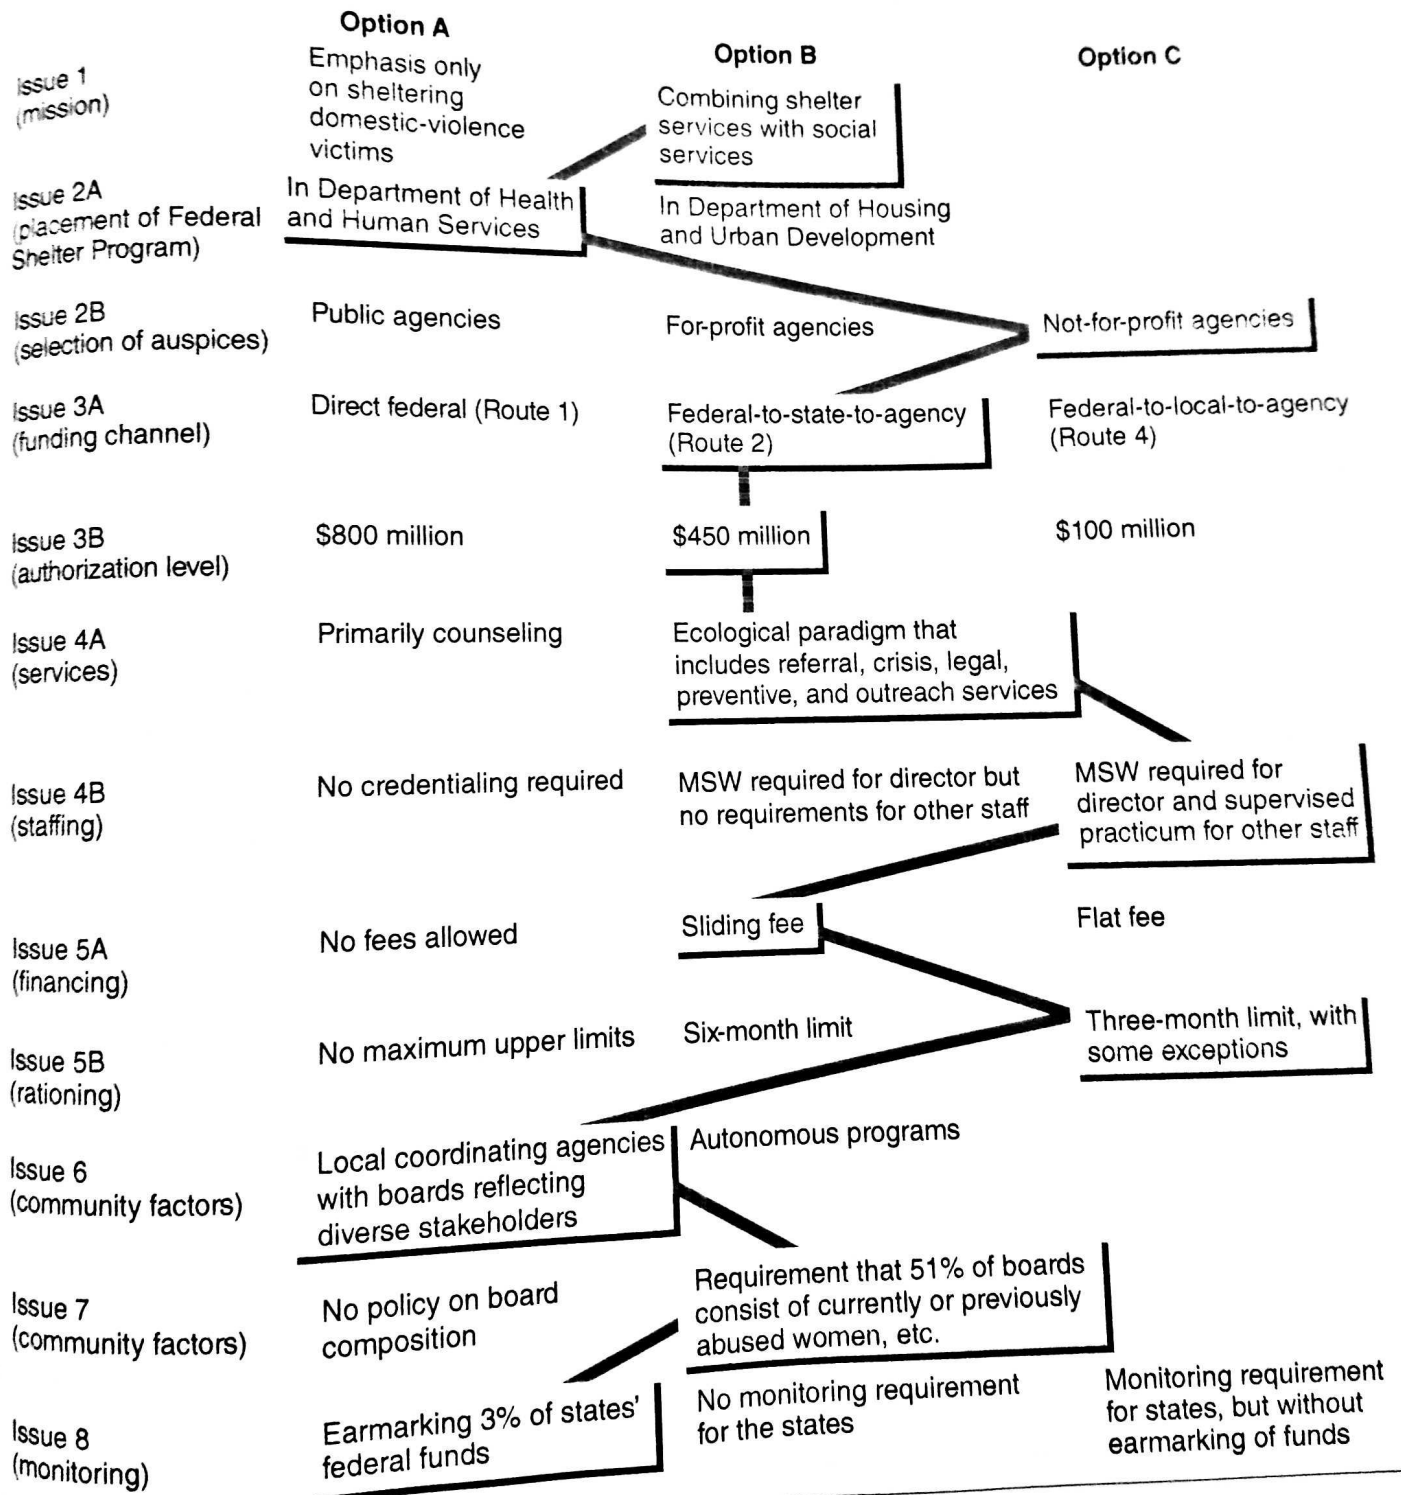 Option A
Option B
Option C
Issue 1
(mission)
Emphasis only
on sheltering
domestic-violence
victims
Combining shelter
services with social
services
Issue 2A
(placement of Federal
Shelter Program)
In Department of Health
and Human Services
In Department of Housing
and Urban Development
Issue 2B
(selection of auspices)
Public agencies
For-profit agencies
Not-for-profit agencies
Issue 3A
(funding channel)
Direct federal (Route 1)
Federal-to-state-to-agency
(Route 2)
Federal-to-local-to-agency
(Route 4)
Issue 3B
(authorization level)
$800 million
$450 million
$100 million
Issue 4A
(services)
Primarily counseling
Ecological paradigm that
includes referral, crisis, legal,
preventive, and outreach services
Issue 4B
(staffing)
No credentialing required
MSW required for director but
no requirements for other staff
MSW required for
director and supervised
practicum for other staff
Issue 5A
(financing)
No fees allowed
Sliding fee
Flat fee
Issue 5B
(rationing)
No maximum upper limits
Six-month limit
Three-month limit, with
some exceptions
Issue 6
(community factors)
Local coordinating agencies
with boards reflecting
diverse stakeholders
Autonomous programs
Issue 7
(community factors)
No policy on board
composition
Requirement that 51% of boards
consist of currently or previously
abused women, etc.
Issue 8
(monitoring)
Earmarking 3% of states'
federal funds
No monitoring requirement
for the states
Monitoring requirement
for states, but without
earmarking of funds